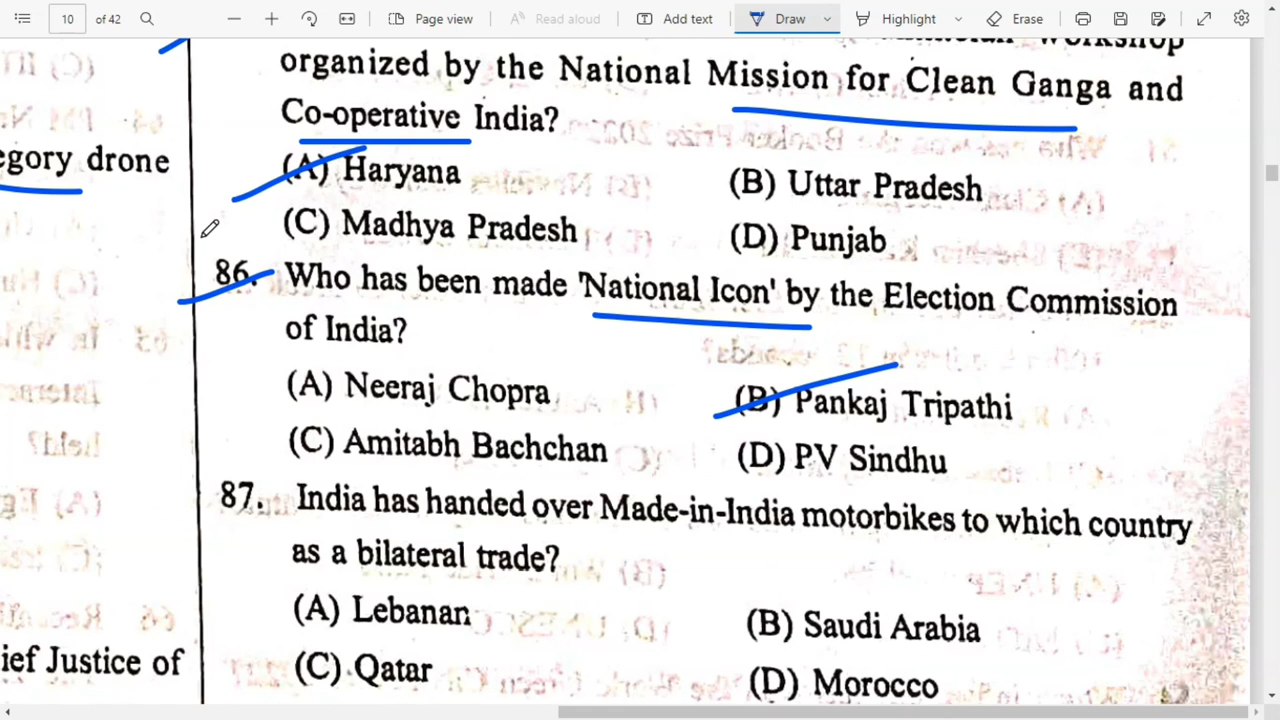 10 of 42 Page view Read aloud Add text Draw Highlight Erase
workshop
organized by the National Mission for Clean Ganga and
Co-operative India?
(A) Haryana (B) Uttar Pradesh
(C) Madhya Pradesh (D) Punjab
86. Who has been made 'National Icon' by the Election Commission
of India?
(A) Neeraj Chopra (B) Pankaj Tripathi
(C) Amitabh Bachchan (D) PV Sindhu
87. India has handed over Made-in-India motorbikes to which country
as a bilateral trade?
(A) Lebanan (B) Saudi Arabia
(C) Qatar (D) Morocco
egory drone
ief Justice of